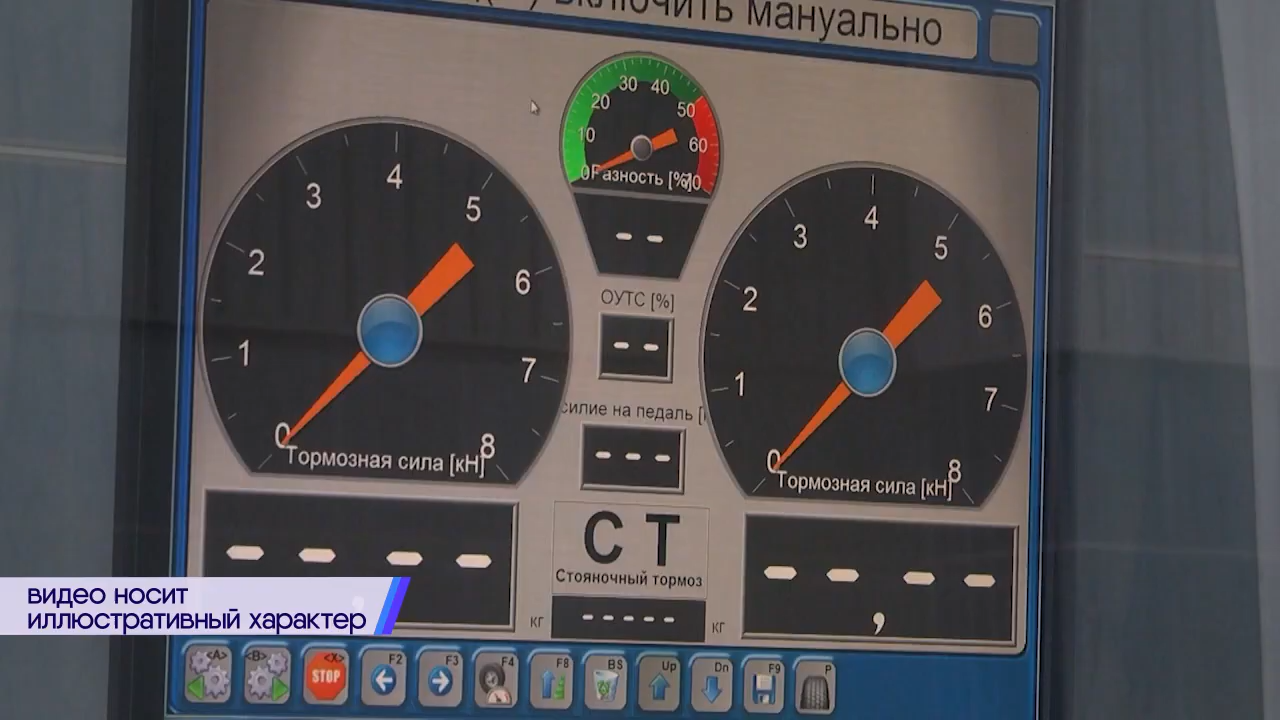 включить мануально
0 10 20 30 40 50 60 70
Разность [%]
- -
0 1 2 3 4 5 6 7 8
Тормозная сила [кН]
- - - -
ОУТС [%]
- -
силие на педаль [
- - -
С Т
Стояночный тормоз
кг - - - - - кг
0 1 2 3 4 5 6 7 8
Тормозная сила [кН]
- - - -
,
видео носит
иллюстративный характер
<A> <B> <X> F2 F3 F4 F8 BS Up Dn F9 P
STOP